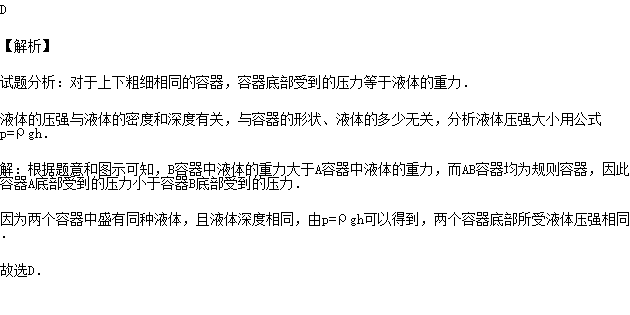 D
【解析】
试题分析：对于上下粗细相同的容器，容器底部受到的压力等于液体的重力．
液体的压强与液体的密度和深度有关，与容器的形状、液体的多少无关，分析液体压强大小用公式
p=ρgh．
解：根据题意和图示可知，B容器中液体的重力大于A容器中液体的重力，而AB容器均为规则容器，因此
容器A底部受到的压力小于容器B底部受到的压力．
因为两个容器中盛有同种液体，且液体深度相同，由p=ρgh可以得到，两个容器底部所受液体压强相同
．
故选D．